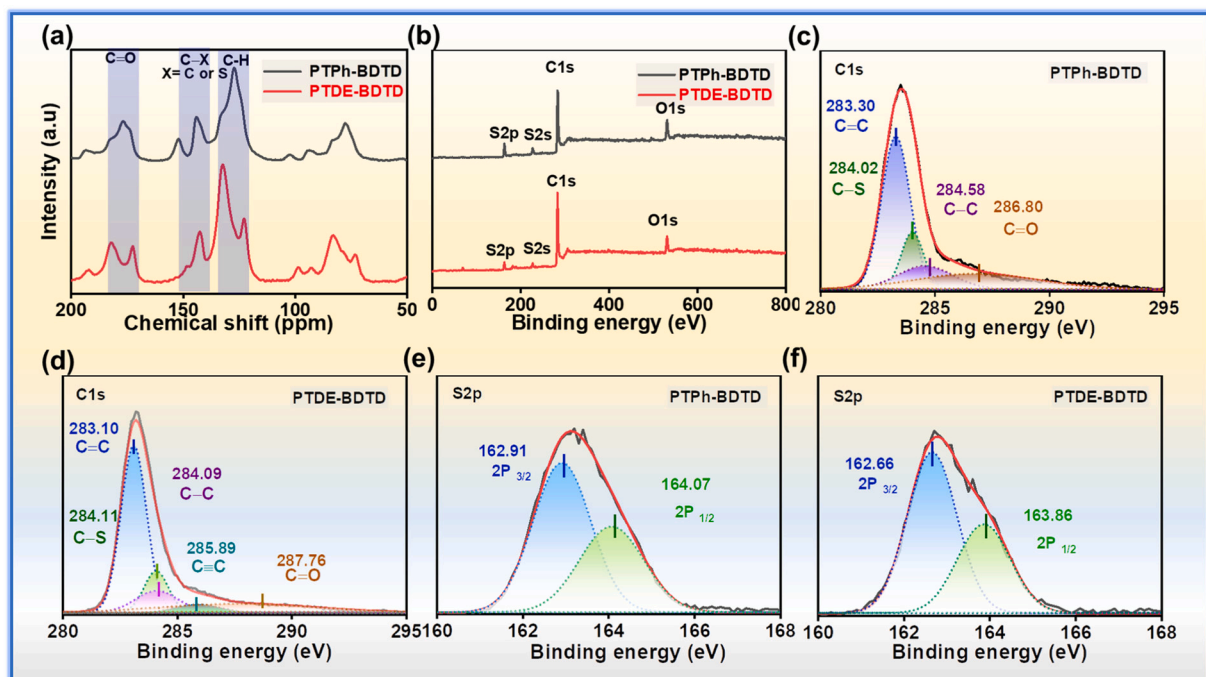 (a)
C=O
C–X
X= C or S
C-H
PTPh-BDTD
PTDE-BDTD
Intensity (a.u)
200
150
100
50
Chemical shift (ppm)
(b)
C1s
PTPh-BDTD
PTDE-BDTD
S2p
S2s
O1s
C1s
S2p
S2s
O1s
0
200
400
600
800
Binding energy (eV)
(c)
C1s
PTPh-BDTD
283.30
C=C
284.02
C–S
284.58
C–C
286.80
C=O
280
285
290
295
Binding energy (eV)
(d)
C1s
PTDE-BDTD
283.10
C=C
284.09
C–C
284.11
C–S
285.89
C≡C
287.76
C=O
280
285
290
295
Binding energy (eV)
(e)
S2p
PTPh-BDTD
162.91
2P 3/2
164.07
2P 1/2
160
162
164
166
168
Binding energy (eV)
(f)
S2p
PTDE-BDTD
162.66
2P 3/2
163.86
2P 1/2
160
162
164
166
168
Binding energy (eV)